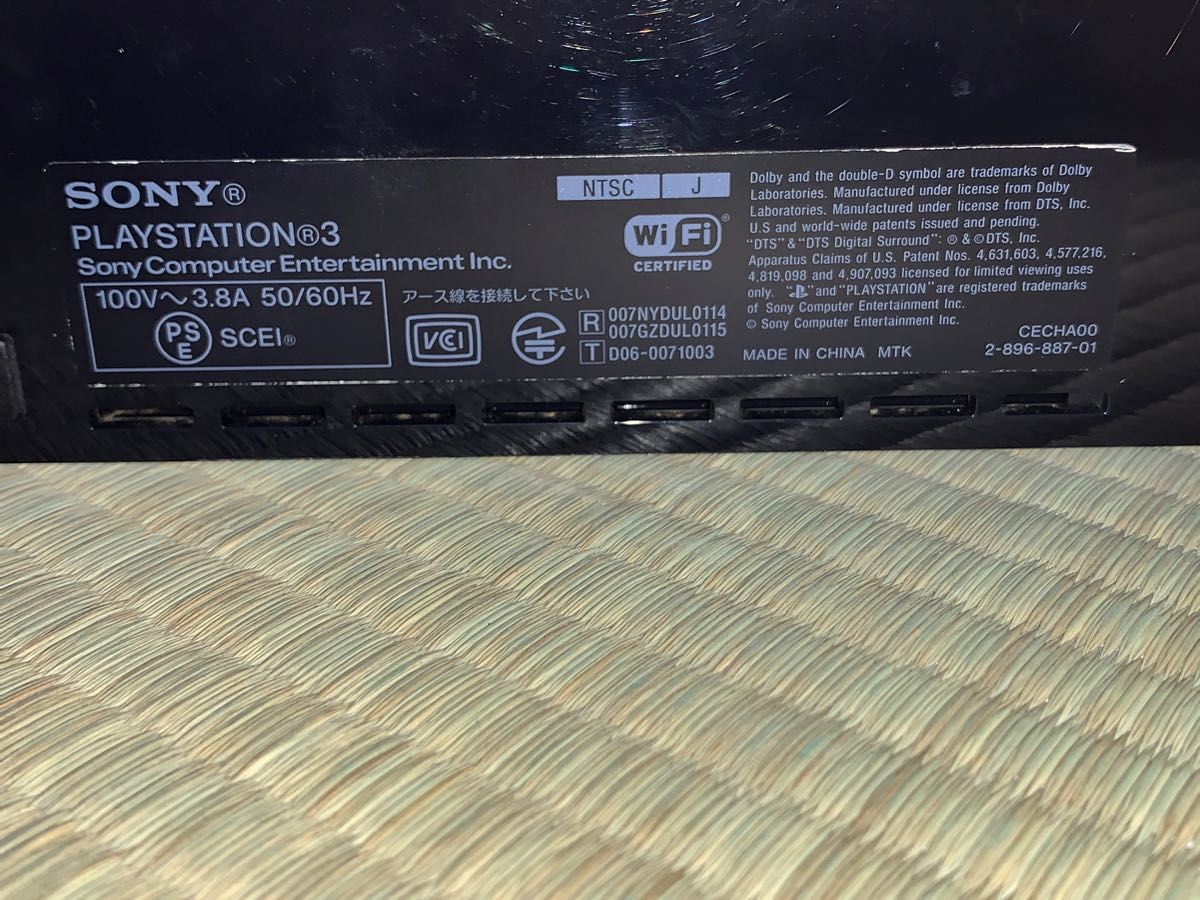 SONY®
PLAYSTATION®3
Sony Computer Entertainment Inc.
100V～3.8A 50/60Hz
PS
E
SCEI®
NTSC J
Wi Fi®
CERTIFIED
アース線を接続して下さい
VCI
R 007NYDUL0114
007GZDUL0115
T D06-0071003
Dolby and the double-D symbol are trademarks of Dolby
Laboratories. Manufactured under license from Dolby
Laboratories. Manufactured under license from DTS, Inc.
U.S and world-wide patents issued and pending.
"DTS" & "DTS Digital Surround": ® & © DTS, Inc.
Apparatus Claims of U.S. Patent Nos. 4,631,603, 4,577,216,
4,819,098 and 4,907,093 licensed for limited viewing uses
only. " " and "PLAYSTATION" are registered trademarks
of Sony Computer Entertainment Inc.
© Sony Computer Entertainment Inc.
CECHA00
MADE IN CHINA MTK 2-896-887-01